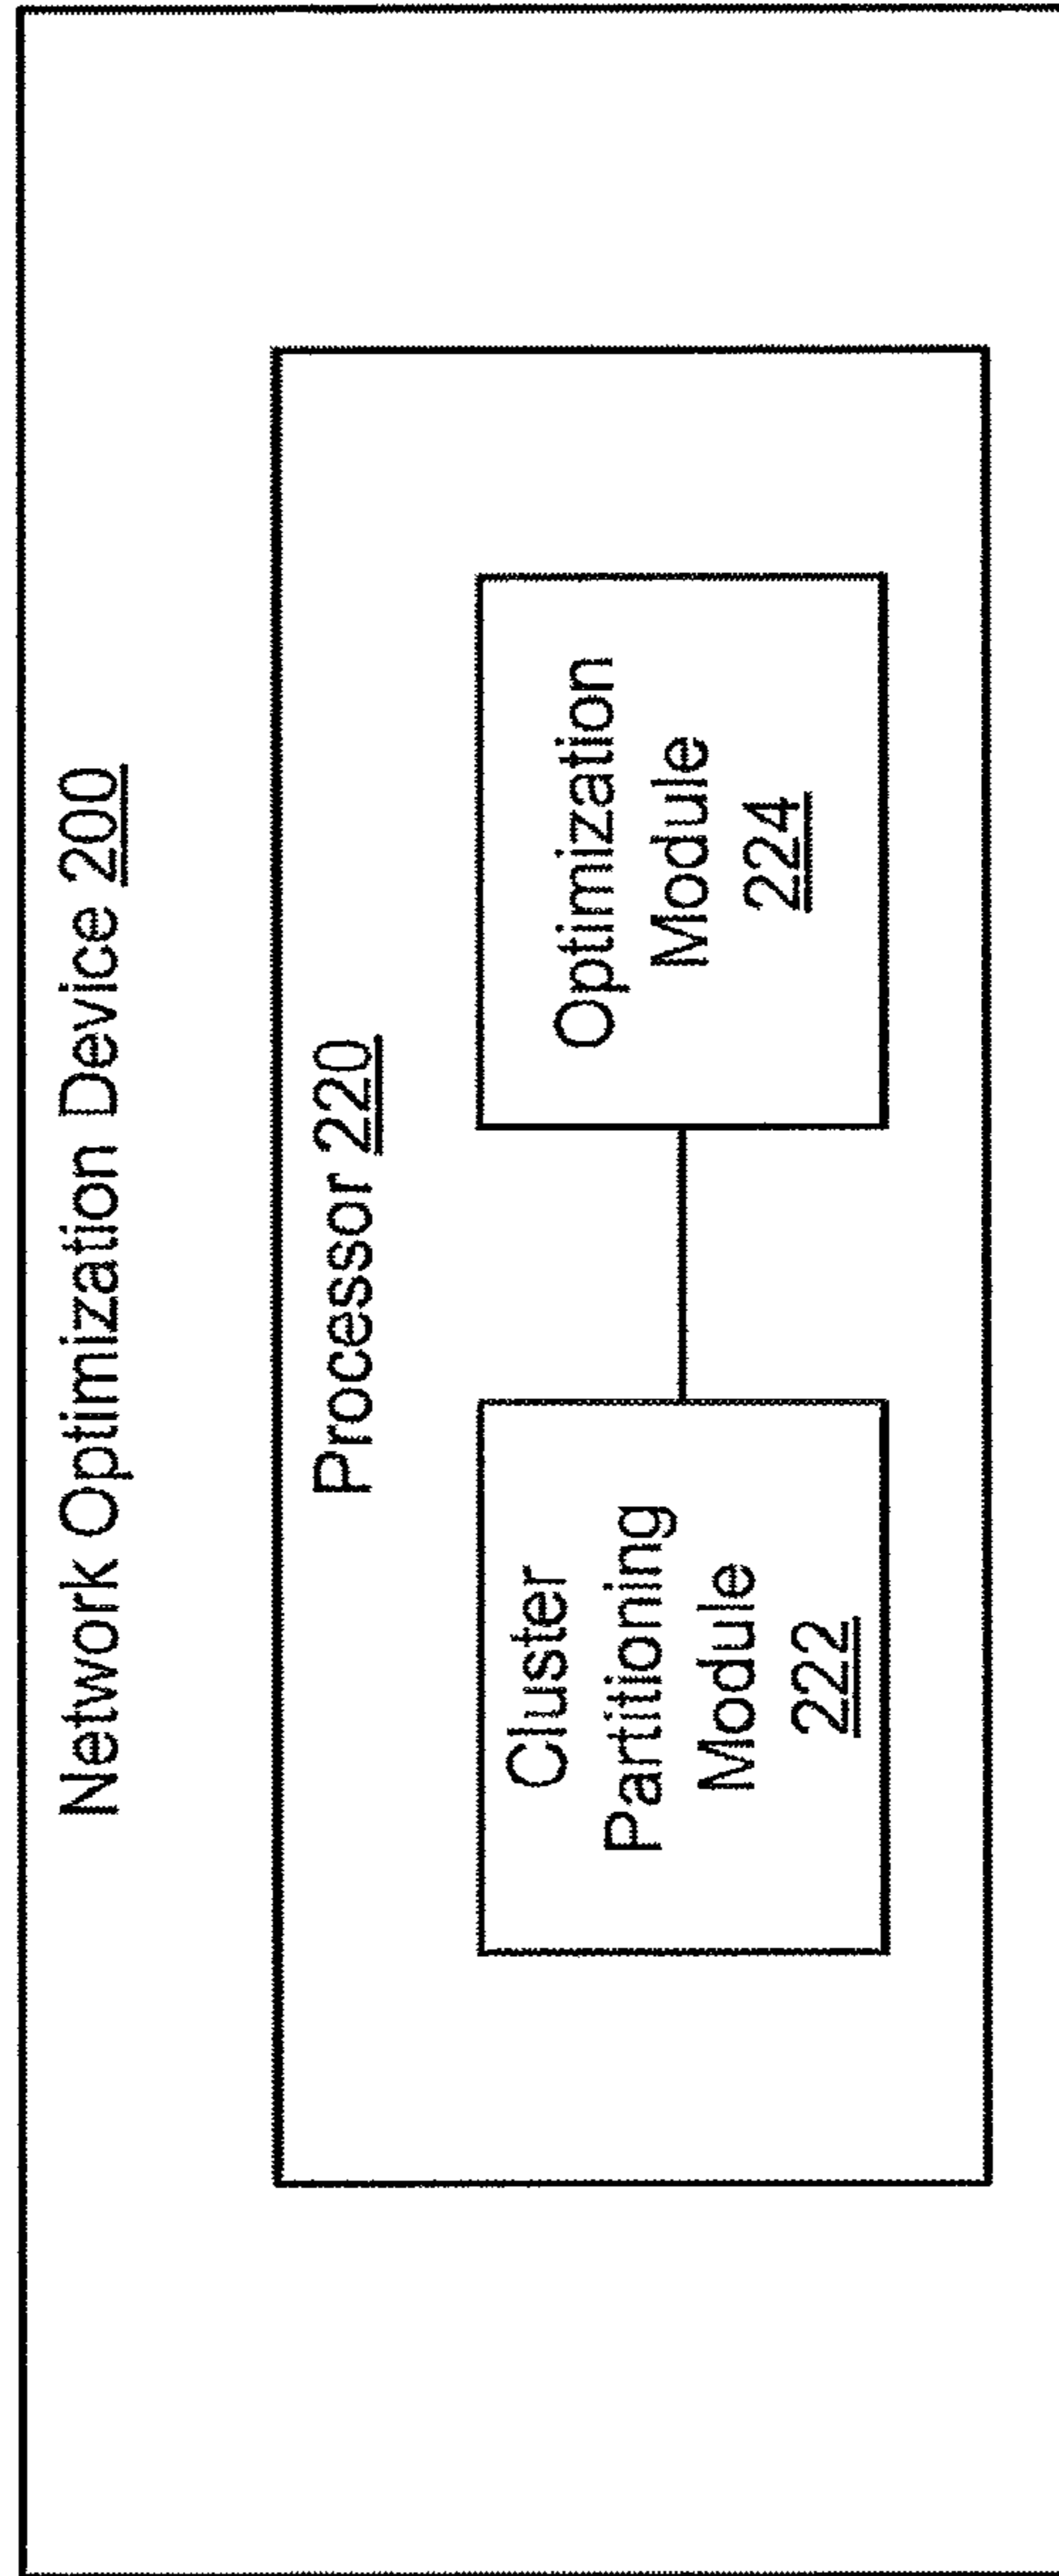 Network Optimization Device 200
Processor 220
Cluster
Partitioning
Module
222
Optimization
Module
224